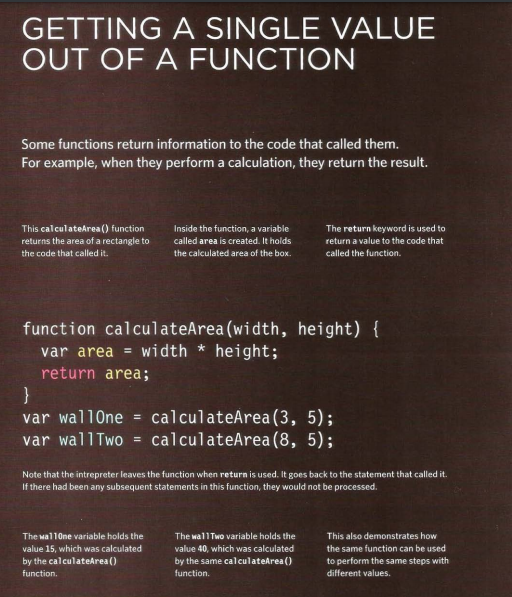 GETTING A SINGLE VALUE
OUT OF A FUNCTION
Some functions return information to the code that called them.
For example, when they perform a calculation, they return the result.
This calculateArea() function
returns the area of a rectangle to
the code that called it.
Inside the function, a variable
called area is created. It holds
the calculated area of the box.
The return keyword is used to
return a value to the code that
called the function.
function calculateArea(width, height) {
  var area = width * height;
  return area;
}
var wallOne = calculateArea(3, 5);
var wallTwo = calculateArea(8, 5);
Note that the intrepreter leaves the function when return is used. It goes back to the statement that called it.
If there had been any subsequent statements in this function, they would not be processed.
The wallOne variable holds the
value 15, which was calculated
by the calculateArea()
function.
The wallTwo variable holds the
value 40, which was calculated
by the same calculateArea()
function.
This also demonstrates how
the same function can be used
to perform the same steps with
different values.